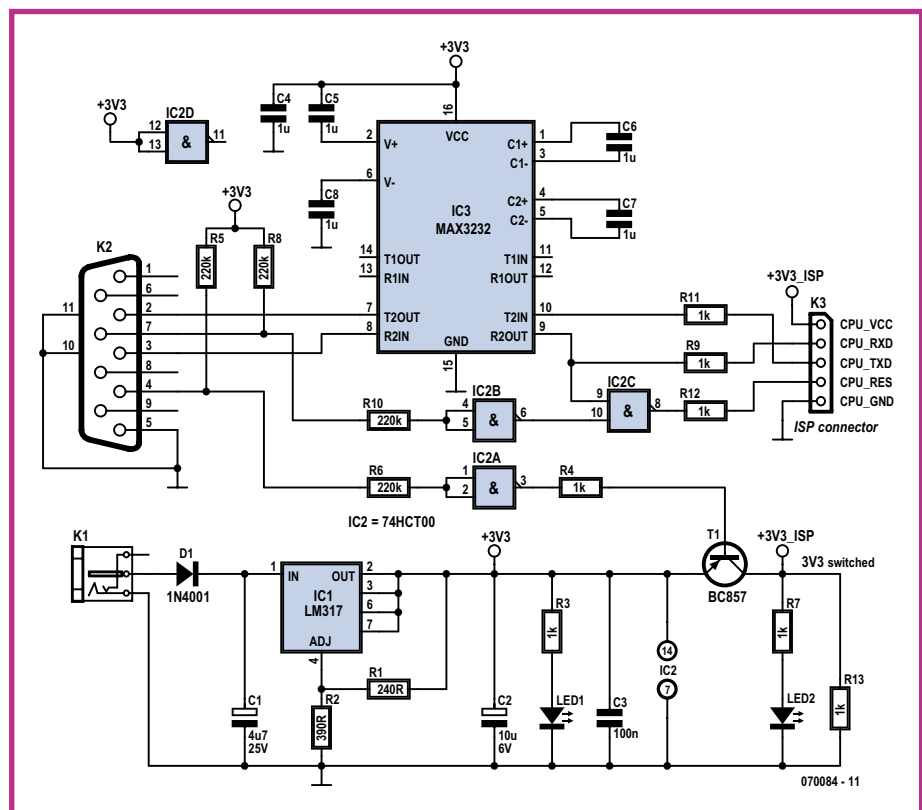 +3V3
+3V3
IC2D
12
13
&
11
C4
1u
C5
1u
16
VCC
2
V+
6
V-
C8
1u
IC3
MAX3232
C1+
1
C1-
3
C6
1u
C2+
4
C2-
5
C7
1u
14
T1OUT
13
R1IN
T1IN
11
R1OUT
12
7
T2OUT
8
R2IN
T2IN
10
R2OUT
9
GND
15
+3V3
R5
220k
R8
220k
K2
11
10
1
6
2
7
3
8
4
9
5
+3V3_ISP
K3
R11
1k
R9
1k
R12
1k
CPU_VCC
CPU_RXD
CPU_TXD
CPU_RES
CPU_GND
ISP connector
R10
220k
IC2B
4
5
&
6
IC2C
9
10
&
8
R6
220k
IC2A
1
2
&
3
R4
1k
IC2 = 74HCT00
K1
D1
1N4001
1
IN
OUT
2
3
6
7
IC1
LM317
ADJ
4
R1
240R
R2
390R
C1
4u7
25V
+3V3
C2
10u
6V
R3
1k
LED1
C3
100n
14
IC2
7
T1
BC857
+3V3_ISP
3V3 switched
R7
1k
LED2
R13
1k
070084 - 11